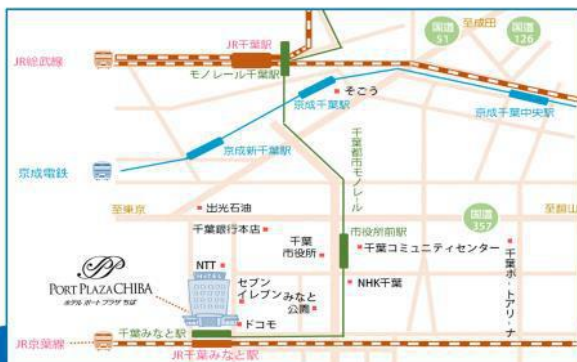 JR千葉駅
国道
51
至成田
国道
126
JR総武線
モノレール千葉駅
そごう
京成千葉駅
京成千葉中央駅
京成新千葉駅
京成電鉄
千葉都市モノレール
至東京
出光石油
国道
357
至館山
千葉銀行本店
市役所前駅
千葉
市役所
千葉コミュニティセンター
NTT
HOTEL
PORT PLAZA CHIBA
ホテル ポート プラザ ちば
セブン
イレブン
みなと
公園
NHK千葉
千葉ポートアリーナ
ドコモ
千葉みなと駅
JR京葉線
JR千葉みなと駅